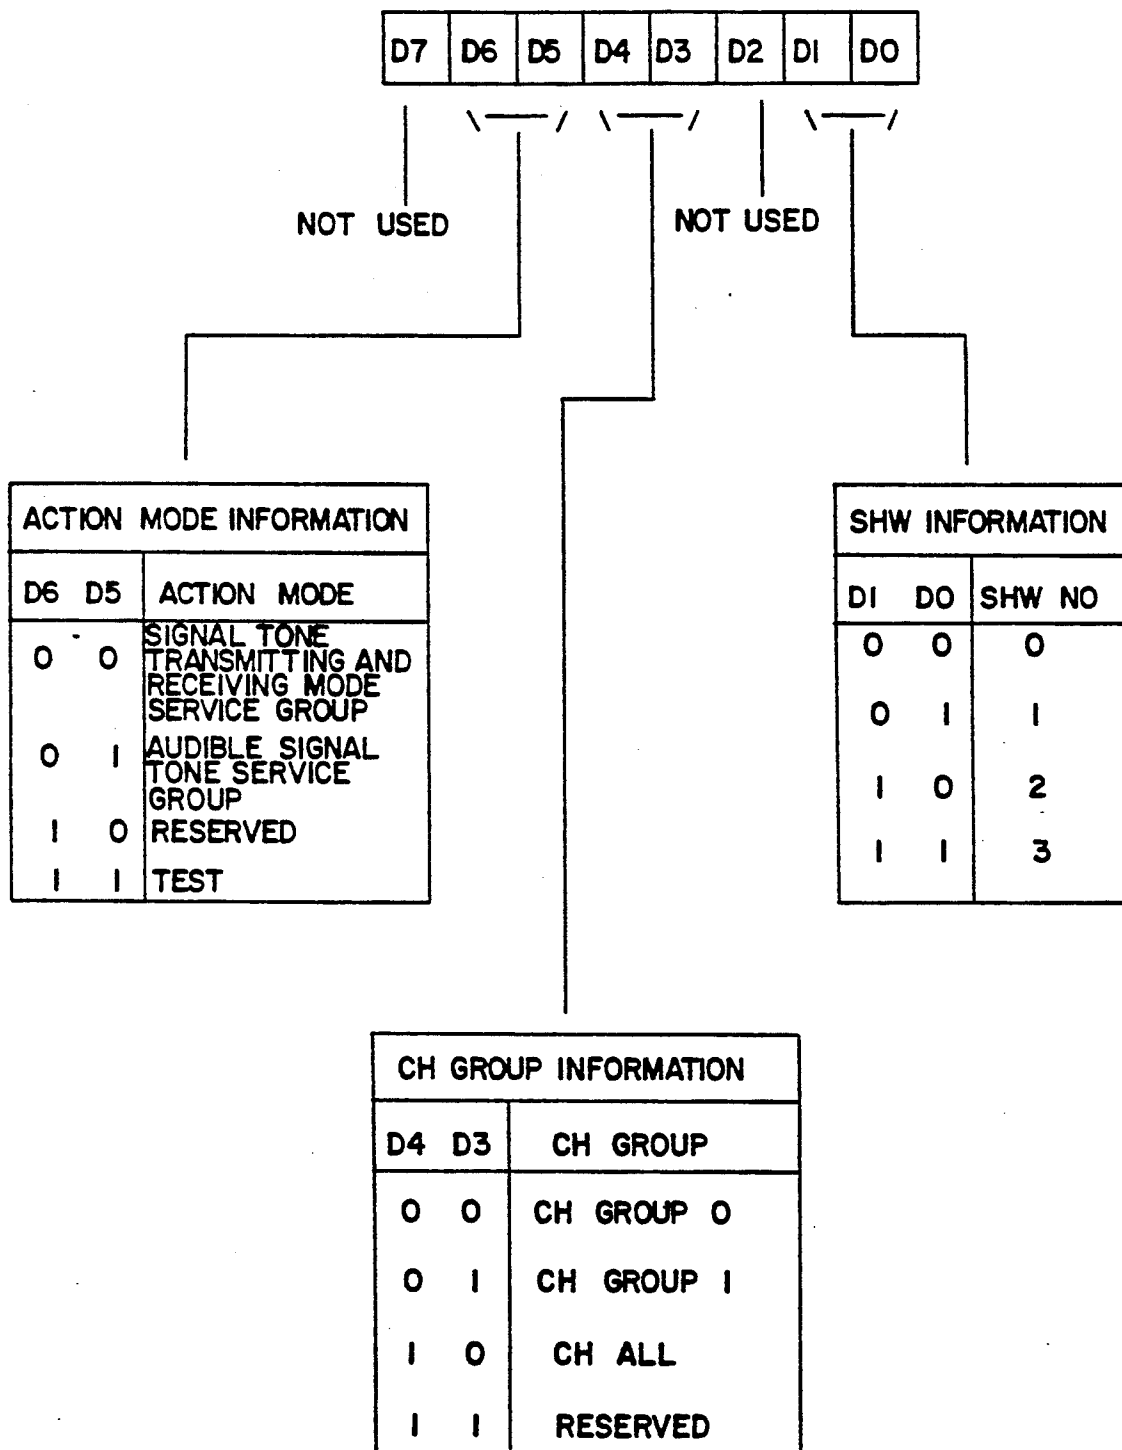 D7 D6 D5 D4 D3 D2 D1 D0
NOT USED
NOT USED
ACTION MODE INFORMATION
D6 D5 ACTION MODE
0 0 SIGNAL TONE
TRANSMITTING AND
RECEIVING MODE
SERVICE GROUP
0 1 AUDIBLE SIGNAL
TONE SERVICE
GROUP
1 0 RESERVED
1 1 TEST
SHW INFORMATION
D1 D0 SHW NO
0 0 0
0 1 1
1 0 2
1 1 3
CH GROUP INFORMATION
D4 D3 CH GROUP
0 0 CH GROUP 0
0 1 CH GROUP 1
1 0 CH ALL
1 1 RESERVED